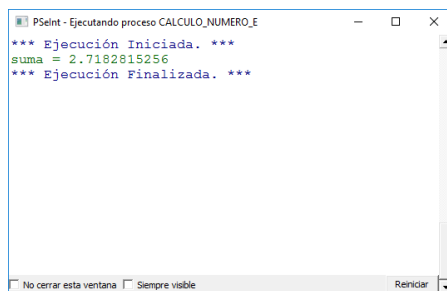 PSeInt - Ejecutando proceso CALCULO_NUMERO_E
*** Ejecución Iniciada. ***
suma = 2.7182815256
*** Ejecución Finalizada. ***
No cerrar esta ventana Siempre visible Reiniciar